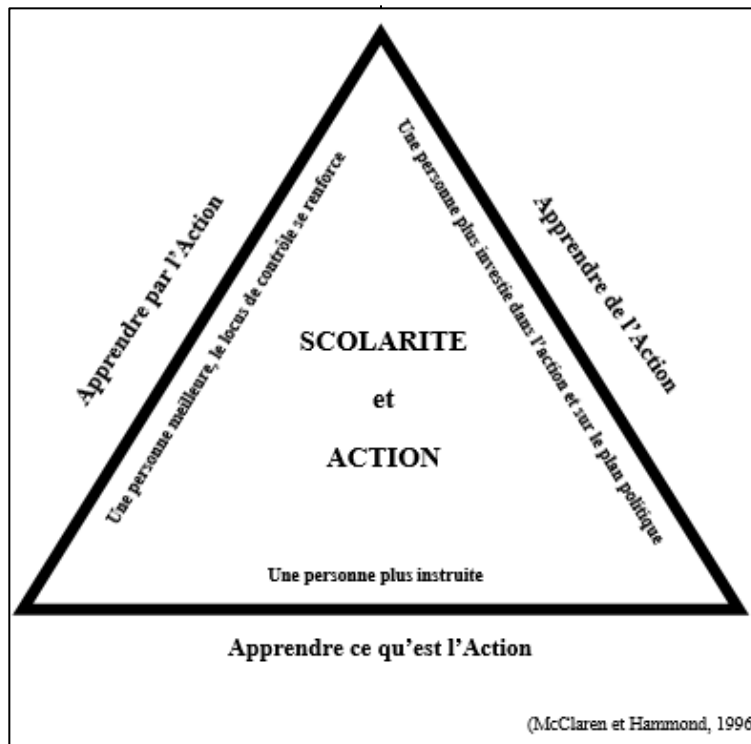 Apprendre par l'Action
Une personne meilleure, le locus de contrôle se renforce
Une personne plus investie dans l'action et sur le plan politique
Apprendre de l'Action
SCOLARITE
et
ACTION
Une personne plus instruite
Apprendre ce qu'est l'Action
(McClaren et Hammond, 1996